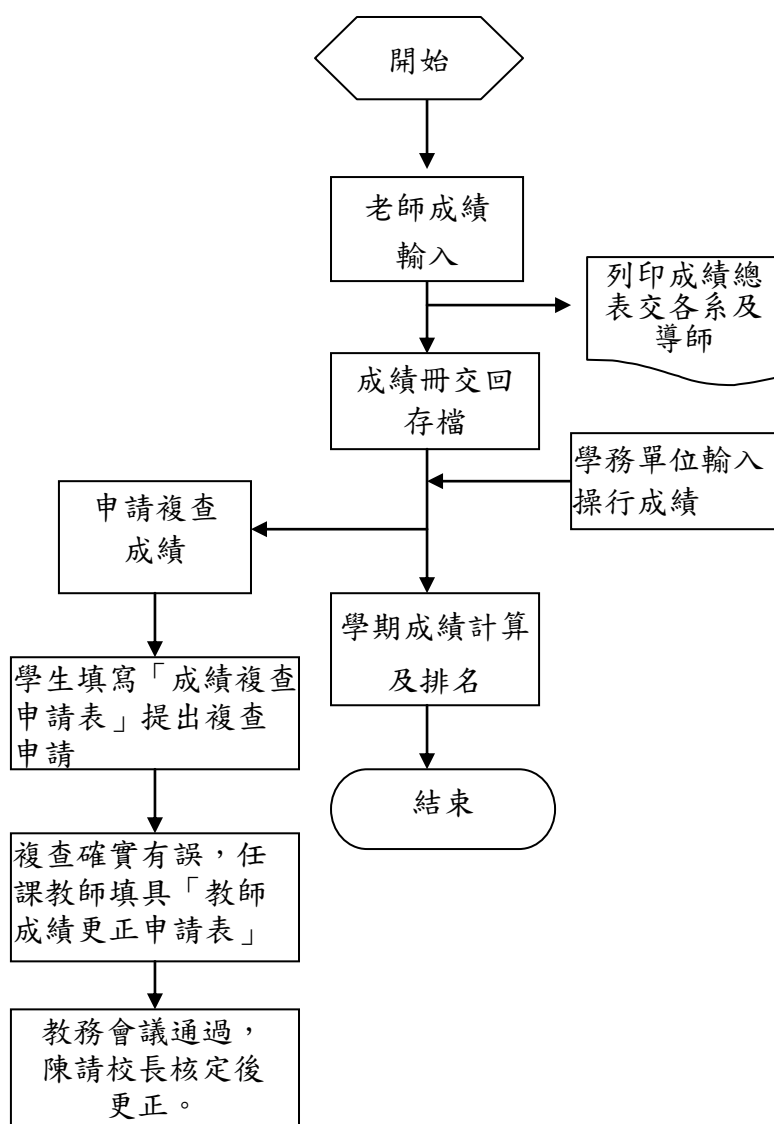 開始
老師成績
輸入
列印成績總
表交各系及
導師
成績冊交回
存檔
學務單位輸入
操行成績
申請複查
成績
學期成績計算
及排名
學生填寫「成績複查
申請表」提出複查
申請
結束
複查確實有誤,任
課教師填具「教師
成績更正申請表」
教務會議通過,
陳請校長核定後
更正。